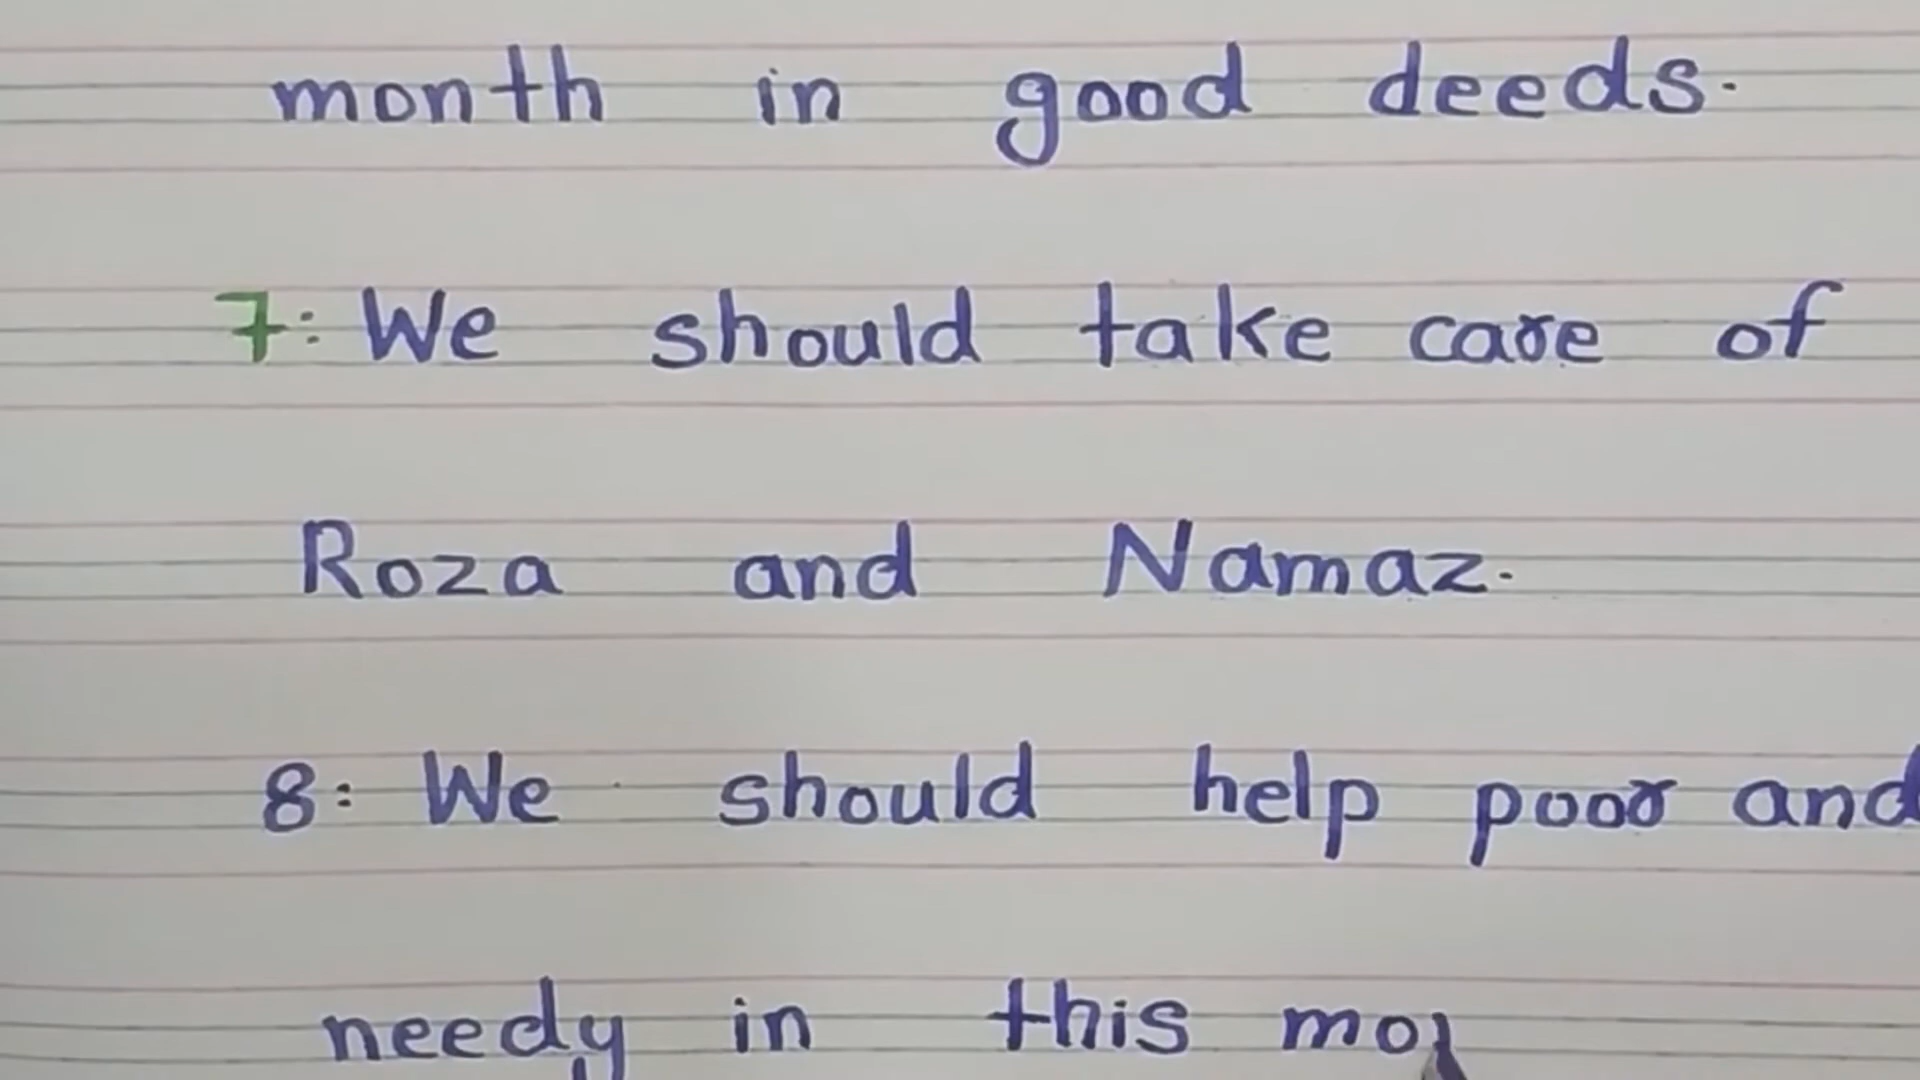 month in good deeds.
7: We should take care of
Roza and Namaz.
8: We should help poor and
needy in this